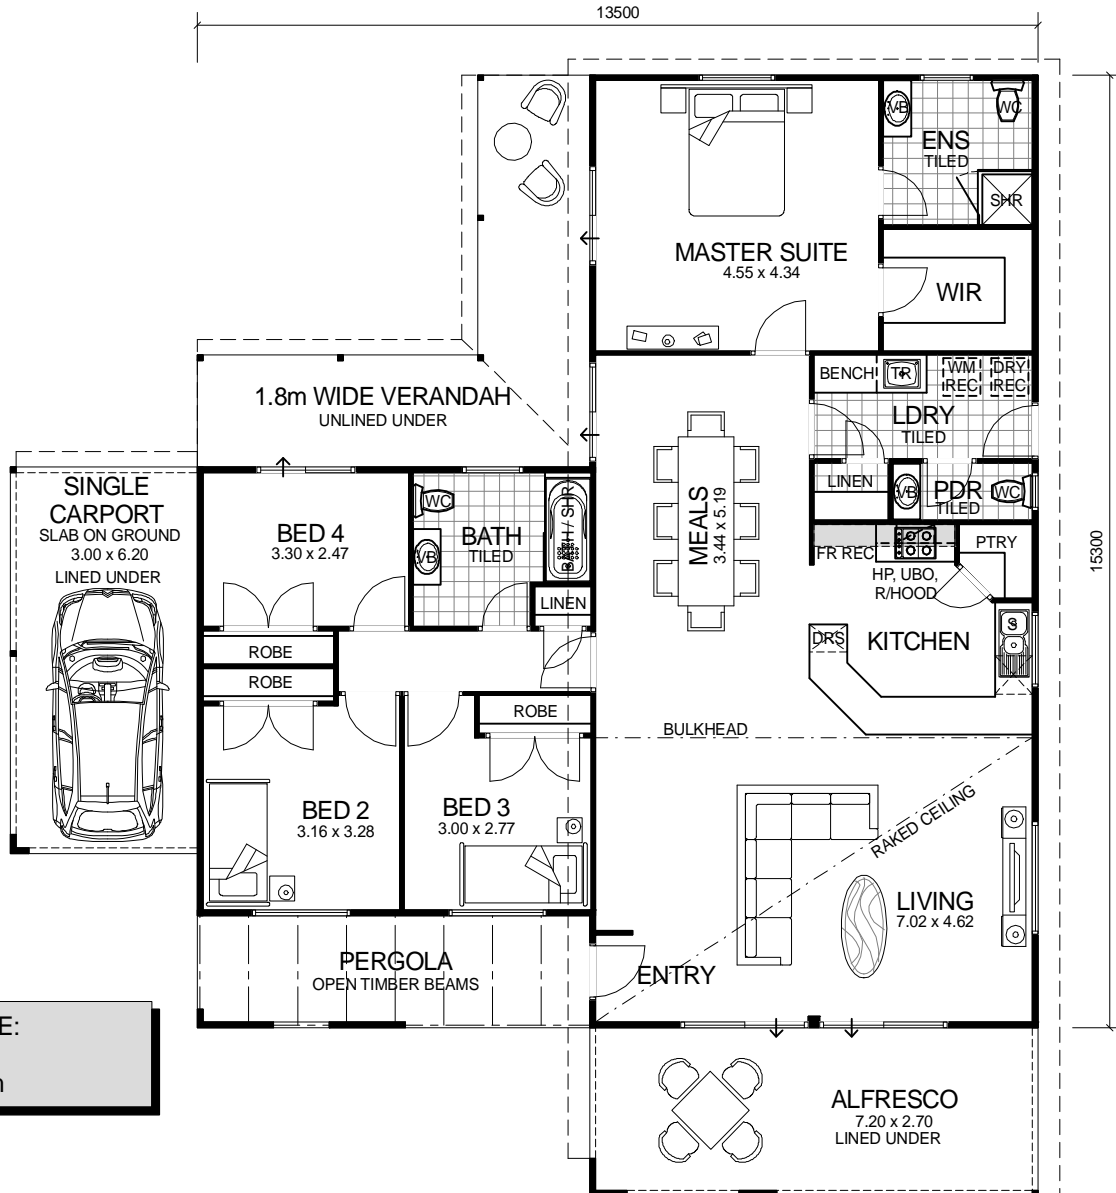 13500
VB
WC
ENS
TILED
SHR
MASTER SUITE
4.55 x 4.34
WIR
BENCH
TR
WM
REC
DRY
REC
1.8m WIDE VERANDAH
UNLINED UNDER
LDRY
TILED
SINGLE
CARPORT
SLAB ON GROUND
3.00 x 6.20
LINED UNDER
BED 4
3.30 x 2.47
WC
VB
BATH
TILED
BATH / SHR
LINEN
MEALS
3.44 x 5.19
LINEN
VB
PDR
TILED
WC
FR REC
HP, UBO,
R/HOOD
PTRY
15300
DRS
KITCHEN
S
ROBE
ROBE
ROBE
BULKHEAD
BED 2
3.16 x 3.28
BED 3
3.00 x 2.77
RAKED CEILING
LIVING
7.02 x 4.62
PERGOLA
OPEN TIMBER BEAMS
ENTRY
E:
ALFRESCO
7.20 x 2.70
LINED UNDER